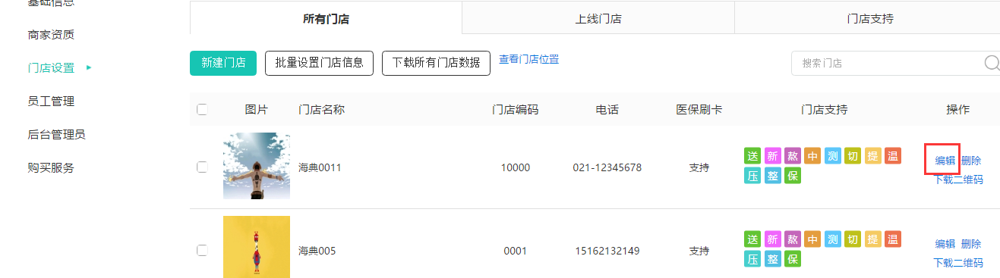 基础信息
商家资质
门店设置
员工管理
后台管理员
购买服务
所有门店 上线门店 门店支持
新建门店 批量设置门店信息 下载所有门店数据 查看门店位置 搜索门店
图片 门店名称 门店编码 电话 医保刷卡 门店支持 操作
海典0011 10000 021-12345678 支持 送 新 熬 中 测 切 提 温 编辑 删除
压 整 保 下载二维码
海典005 0001 15162132149 支持 送 新 熬 中 测 切 提 温 编辑 删除
压 整 保 下载二维码